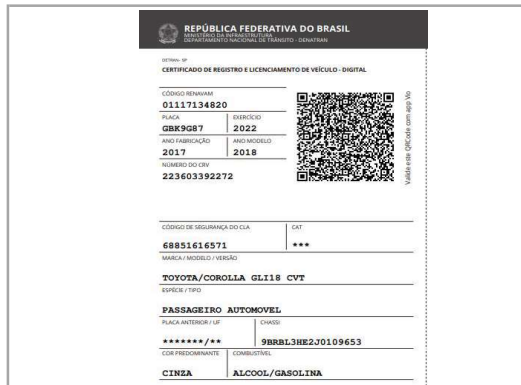 REPÚBLICA FEDERATIVA DO BRASIL
MINISTÉRIO DA INFRAESTRUTURA
DEPARTAMENTO NACIONAL DE TRÂNSITO - DENATRAN
DETRAN- SP
CERTIFICADO DE REGISTRO E LICENCIAMENTO DE VEÍCULO - DIGITAL
CÓDIGO RENAVAM
01117134820
PLACA EXERCÍCIO
GBK9G87 2022
ANO FABRICAÇÃO ANO MODELO
2017 2018
NÚMERO DO CRV
223603392272
Valide este QRCode com app Vio
CÓDIGO DE SEGURANÇA DO CLA CAT
68851616571 ***
MARCA / MODELO / VERSÃO
TOYOTA/COROLLA GLI18 CVT
ESPÉCIE / TIPO
PASSAGEIRO AUTOMOVEL
PLACA ANTERIOR / UF CHASSI
*******/** 9BRBL3HE2J0109653
COR PREDOMINANTE COMBUSTÍVEL
CINZA ALCOOL/GASOLINA